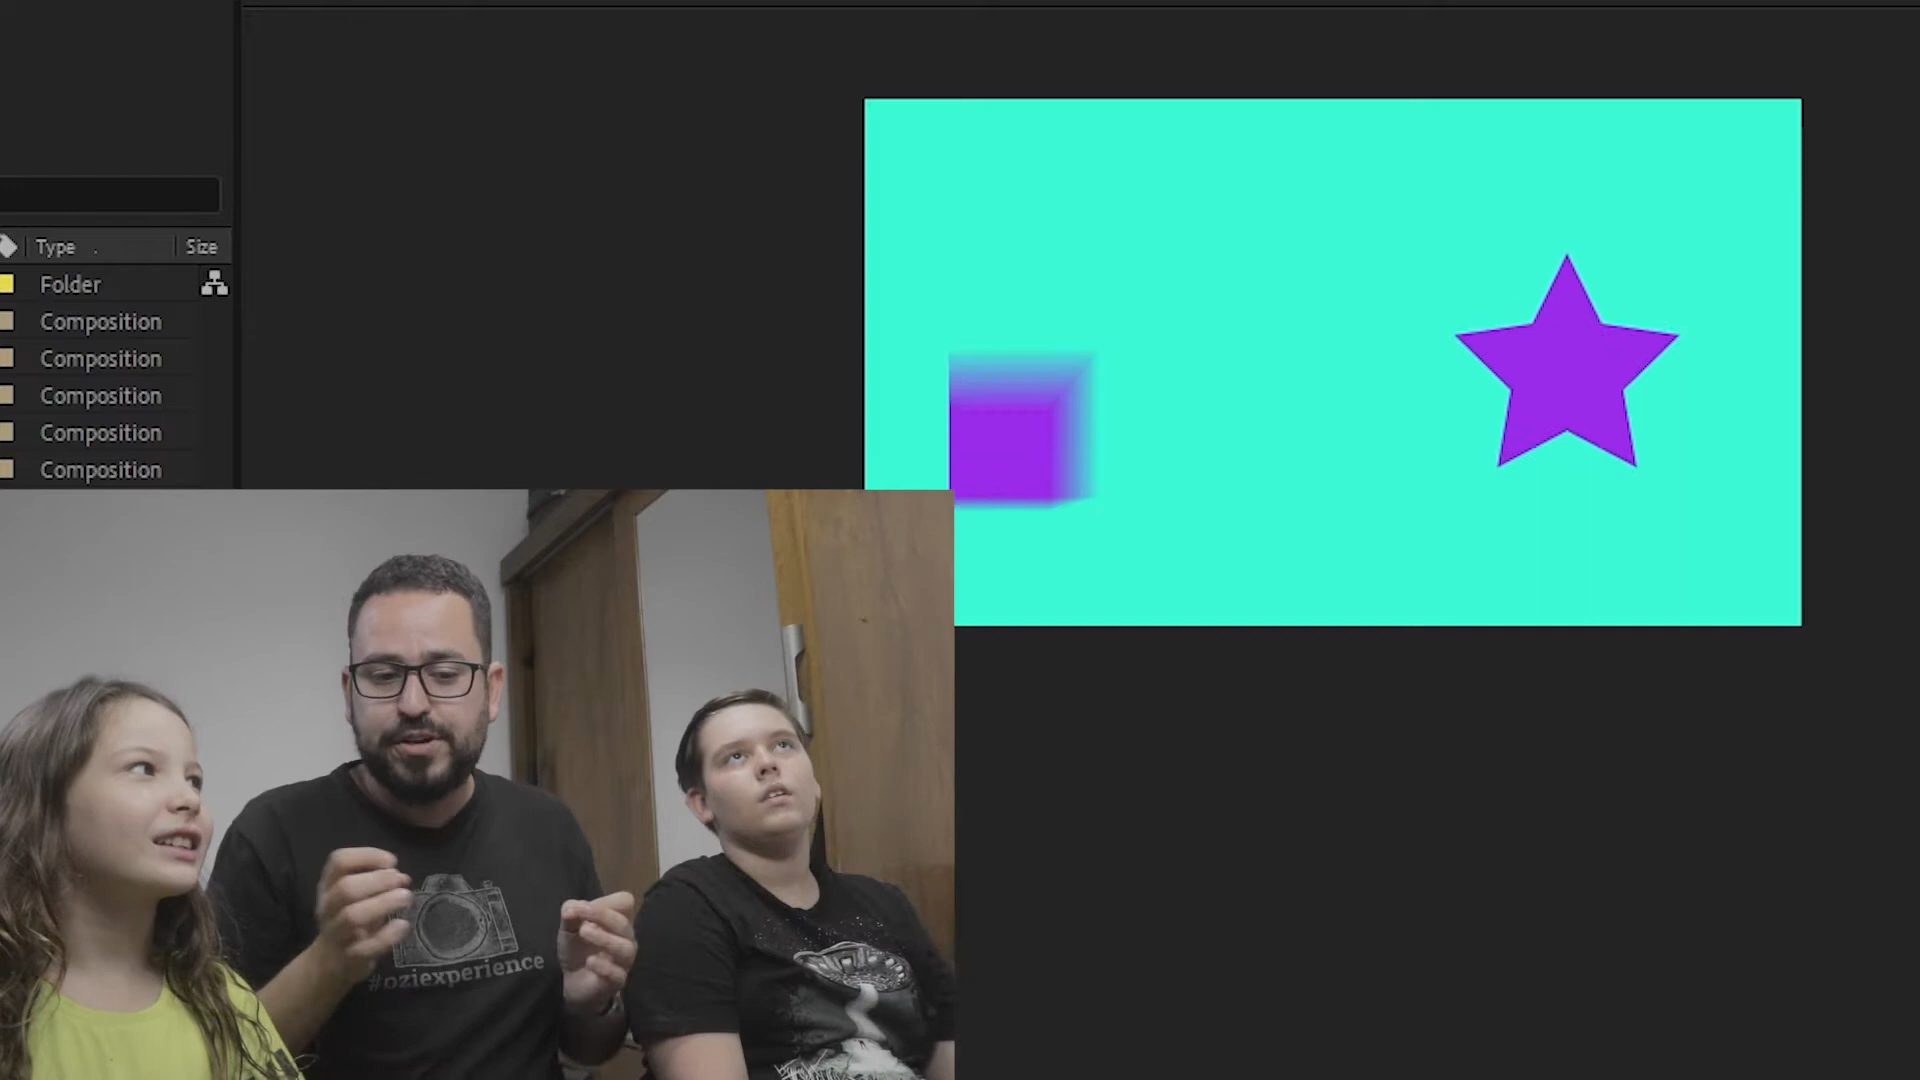 Type Size
Folder
Composition
Composition
Composition
Composition
Composition
#oziexperience